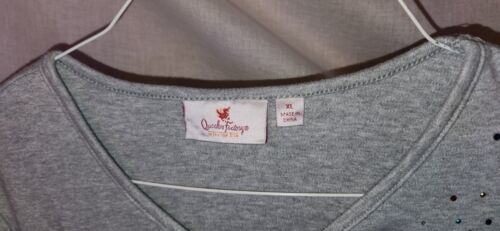 Quacker Factory®
XL
MADE IN
CHINA